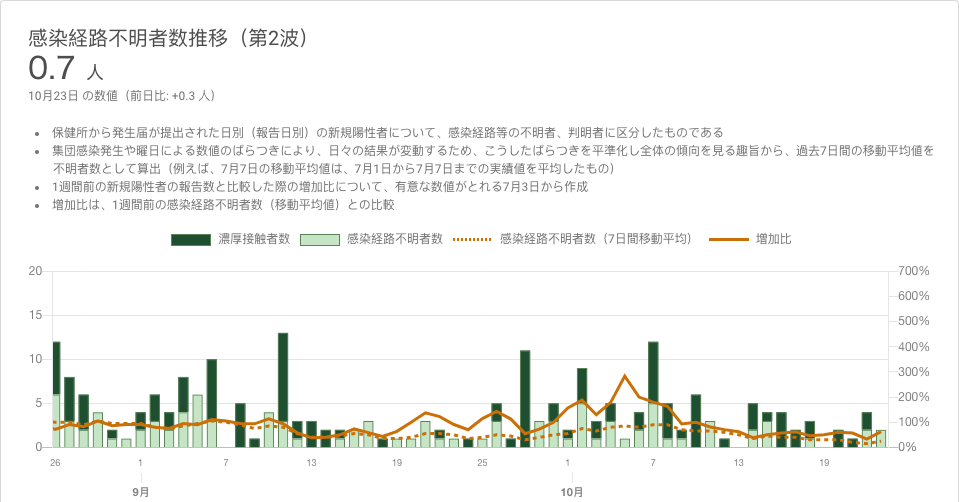 感染経路不明者数推移（第2波）
0.7 人
10月23日 の数値（前日比: +0.3 人）
• 保健所から発生届が提出された日別（報告日別）の新規陽性者について、感染経路等の不明者、判明者に区分したものである
• 集団感染発生や曜日による数値のばらつきにより、日々の結果が変動するため、こうしたばらつきを平準化し全体の傾向を見る趣旨から、過去7日間の移動平均値を
不明者数として算出（例えば、7月7日の移動平均値は、7月1日から7月7日までの実績値を平均したもの）
• 1週間前の新規陽性者の報告数と比較した際の増加比について、有意な数値がとれる7月3日から作成
• 増加比は、1週間前の感染経路不明者数（移動平均値）との比較
濃厚接触者数 感染経路不明者数 感染経路不明者数（7日間移動平均） 増加比
20 700%
600%
15 500%
400%
10 300%
200%
5 100%
0 0%
26 1 7 13 19 25 1 7 13 19
9月 10月